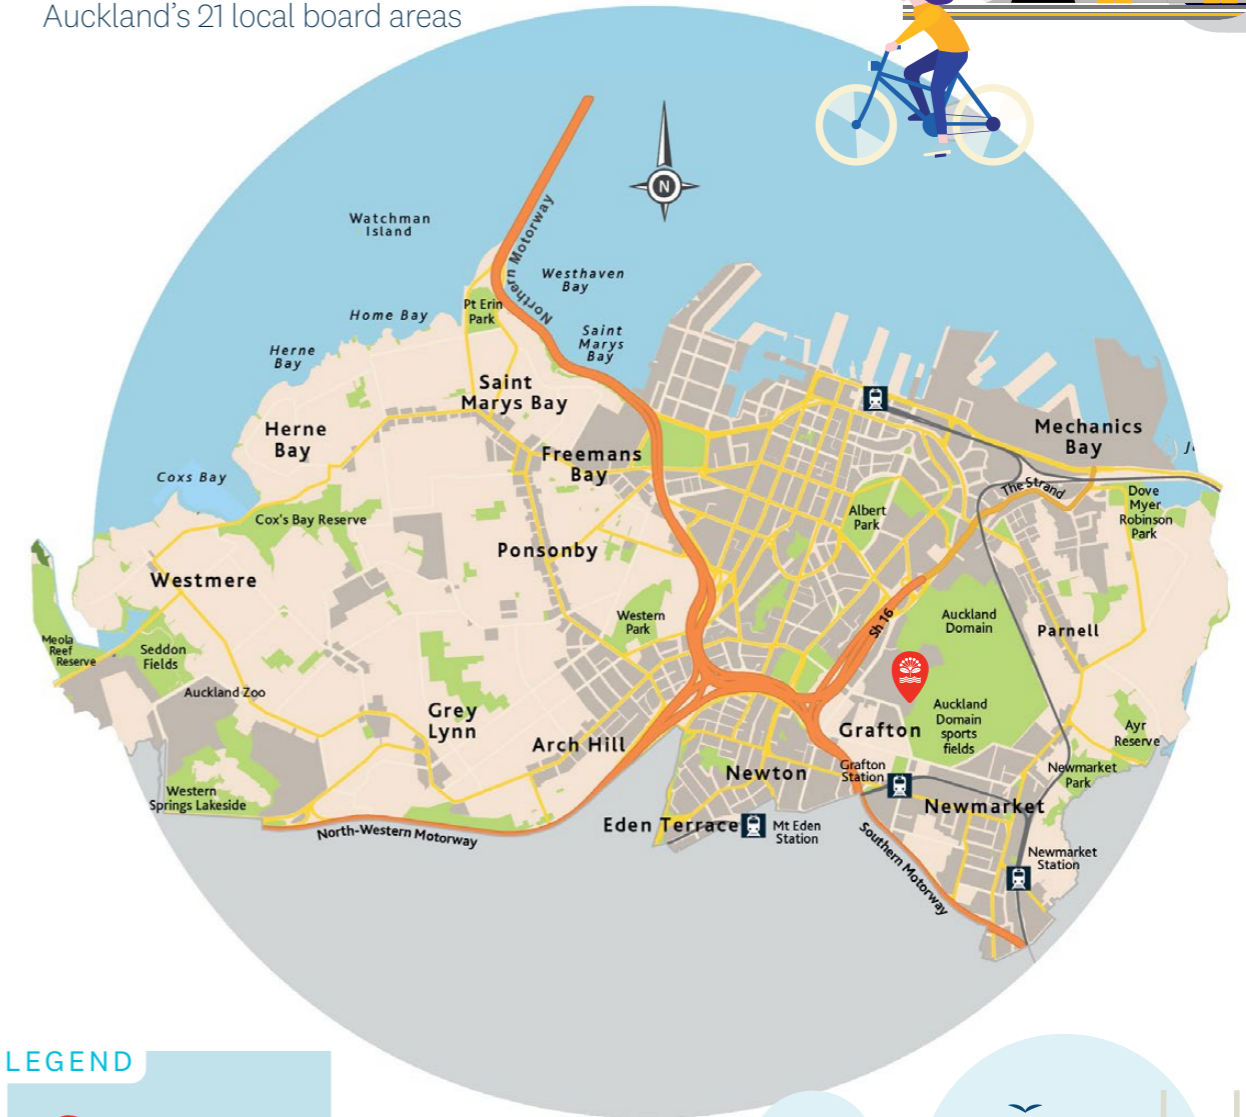 Auckland's 21 local board areas
N
Watchman
Island
Northern Motorway
Westhaven
Bay
Pt Erin
Park
Home Bay
Saint
Marys
Bay
Herne
Bay
Saint
Marys Bay
Herne
Bay
Freemans
Bay
Mechanics
Bay
Coxs Bay
The Strand
Dove
Myer
Robinson
Park
Cox's Bay Reserve
Albert
Park
Ponsonby
Westmere
Western
Park
Sh 16
Auckland
Domain
Parnell
Meola
Reef
Reserve
Seddon
Fields
Auckland Zoo
Grey
Lynn
Arch Hill
Grafton
Auckland
Domain
sports
fields
Ayr
Reserve
Newton
Grafton
Station
Newmarket
Park
Western
Springs Lakeside
Newmarket
North-Western Motorway
Eden Terrace
Mt Eden
Station
Southern Motorway
Newmarket
Station
LEGEND